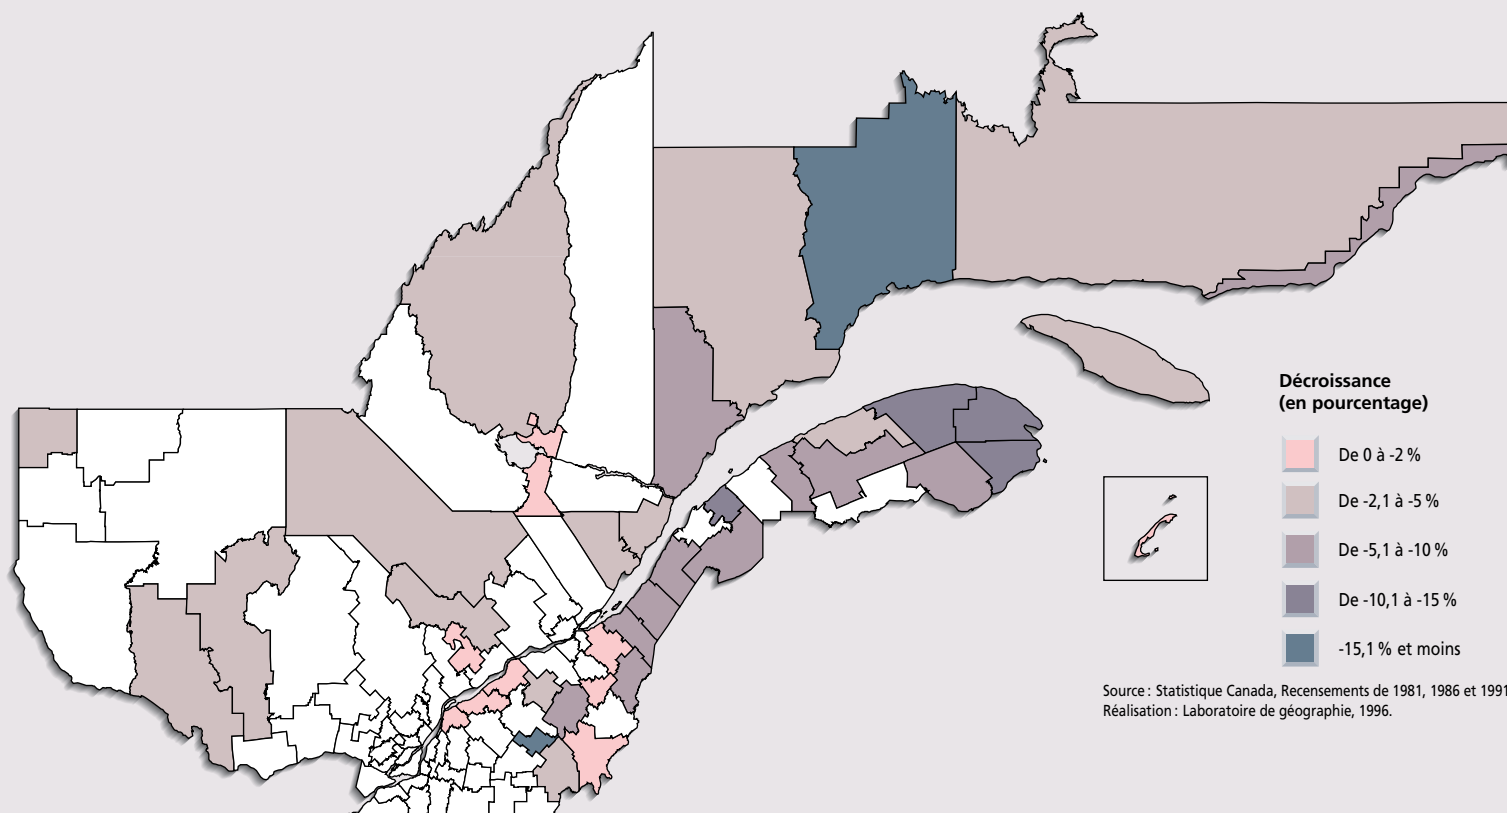 Décroissance
(en pourcentage)
De 0 à -2 %
De -2,1 à -5 %
De -5,1 à -10 %
De -10,1 à -15 %
-15,1 % et moins
Source : Statistique Canada, Recensements de 1981, 1986 et 1991
Réalisation : Laboratoire de géographie, 1996.